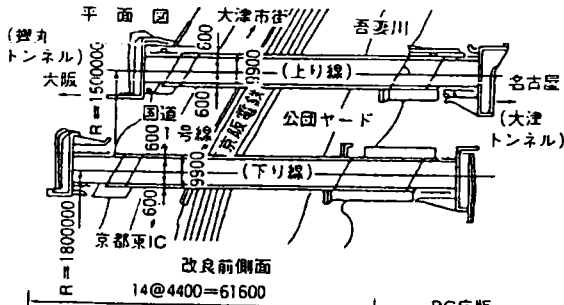 平面図
大津市街
吾妻川
(蟬丸
トンネル)
大阪
600
9900
600
(上り線)
名古屋
(大津
トンネル)
R=1500000
国道
1号線
京阪電鉄
公団ヤード
600
9900
600
(下り線)
京都東IC
R=1800000
改良前側面
14@4400=61600
PC床版